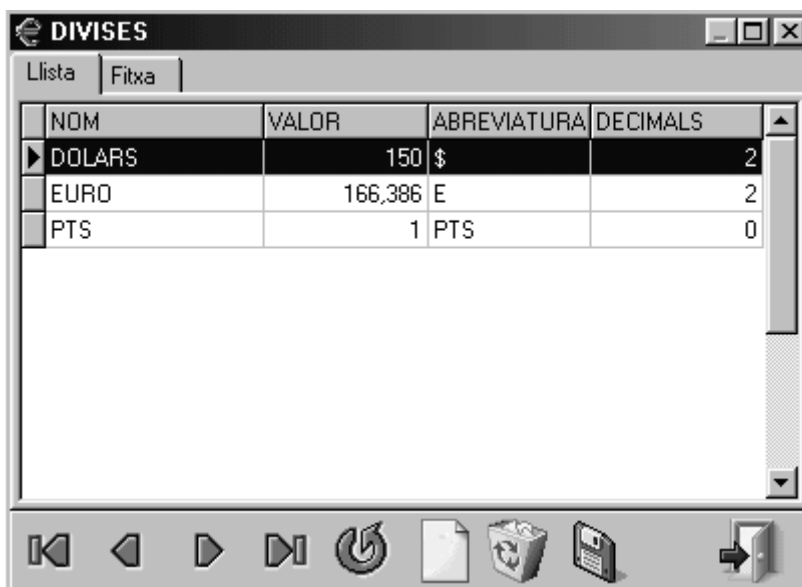 DIVISES
Llista Fitxa
NOM VALOR ABREVIATURA DECIMALS
DOLARS 150 $ 2
EURO 166,386 E 2
PTS 1 PTS 0